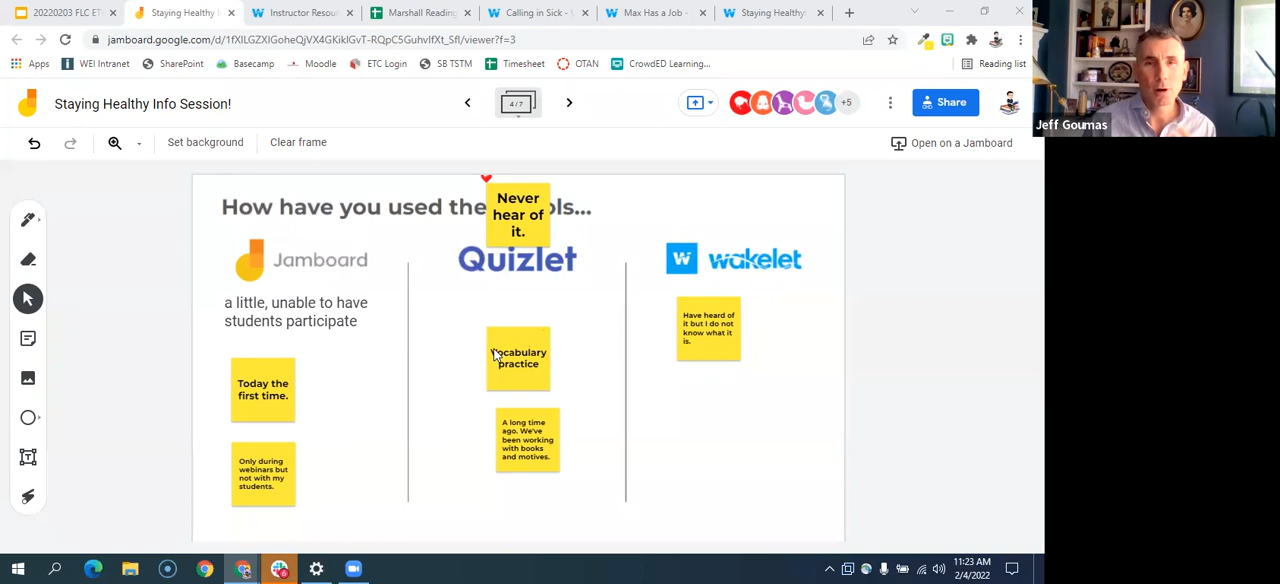 20220203 FLC ET
Staying Healthy I
Instructor Resou
Marshall Reading
Calling in Sick -
Max Has a Job -
Staying Healthy:
jamboard.google.com/d/1fXILGZXIGoheQjVX4GKikIGvT-RQpC5GuhvIfXt_SfI/viewer?f=3
Apps
WEI Intranet
SharePoint
Basecamp
Moodle
ETC Login
SB TSTM
Timesheet
OTAN
CrowdED Learning...
Reading list
Jeff Goumas
Staying Healthy Info Session!
4/7
+5
Share
Set background
Clear frame
Open on a Jamboard
How have you used the ols...
Never
hear of
it.
Jamboard
Quizlet
W wakelet
a little, unable to have
students participate
Today the
first time.
Only during
webinars but
not with my
students.
Vocabulary
practice
A long time
ago. We've
been working
with books
and motives.
Have heard of
it but I do not
know what it
is.
11:23 AM
2/4/2022